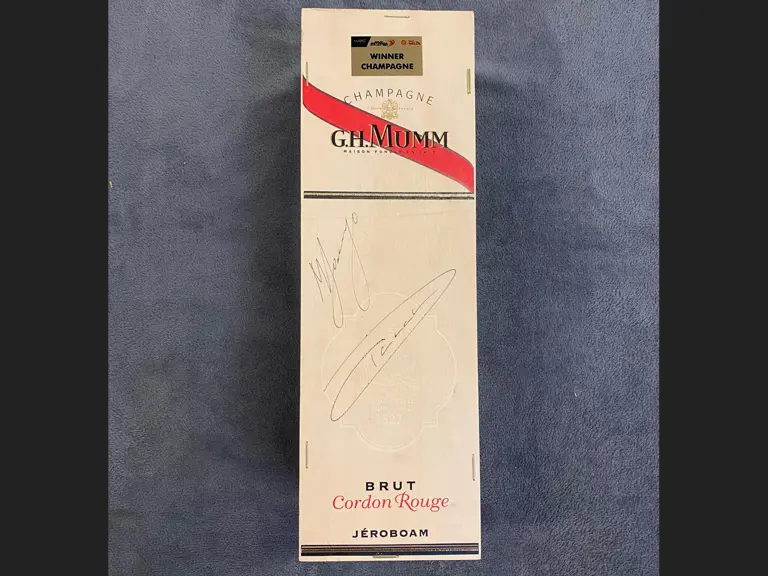 WINNER
CHAMPAGNE
CHAMPAGNE
G.H.MUMM
BRUT
Cordon Rouge
JÉROBOAM